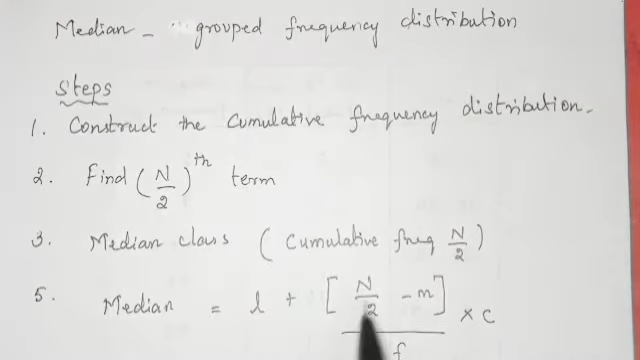 Median - grouped frequency distribution
Steps
1. Construct the cumulative frequency distribution.
2. Find (N/2)th term
3. Median class ( Cumulative freq N/2 )
5. Median = l + [N/2 - m]/f × c